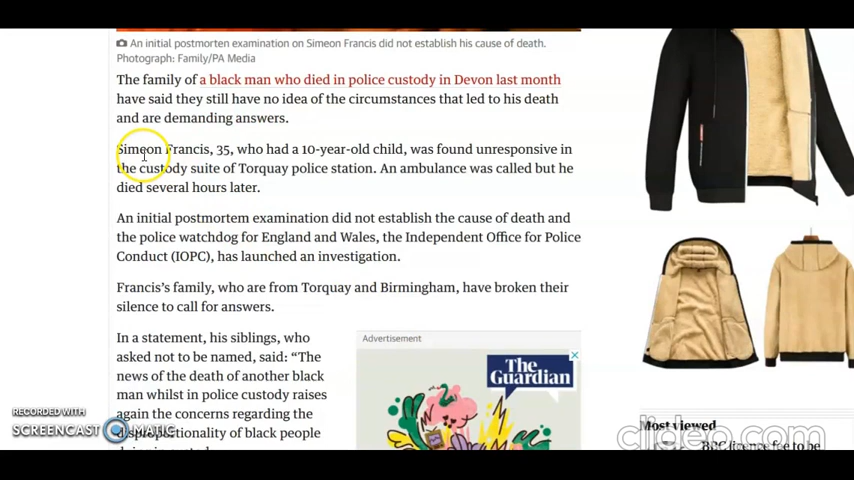 An initial postmorten examination on Simeon Francis did not establish his cause of death.
Photograph: Family/PA Media
The family of a black man who died in police custody in Devon last month
have said they still have no idea of the circumstances that led to his death
and are demanding answers.
Simeon Francis, 35, who had a 10-year-old child, was found unresponsive in
the custody suite of Torquay police station. An ambulance was called but he
died several hours later.
An initial postmortem examination did not establish the cause of death and
the police watchdog for England and Wales, the Independent Office for Police
Conduct (IOPC), has launched an investigation.
Francis's family, who are from Torquay and Birmingham, have broken their
silence to call for answers.
In a statement, his siblings, who
asked not to be named, said: “The
news of the death of another black
man whilst in police custody raises
again the concerns regarding the
disproportionality of black people
Advertisement
The
Guardian
Most viewed
BBC licence fee to be
RECORDED WITH
SCREENCAST MATIC
clideo.com